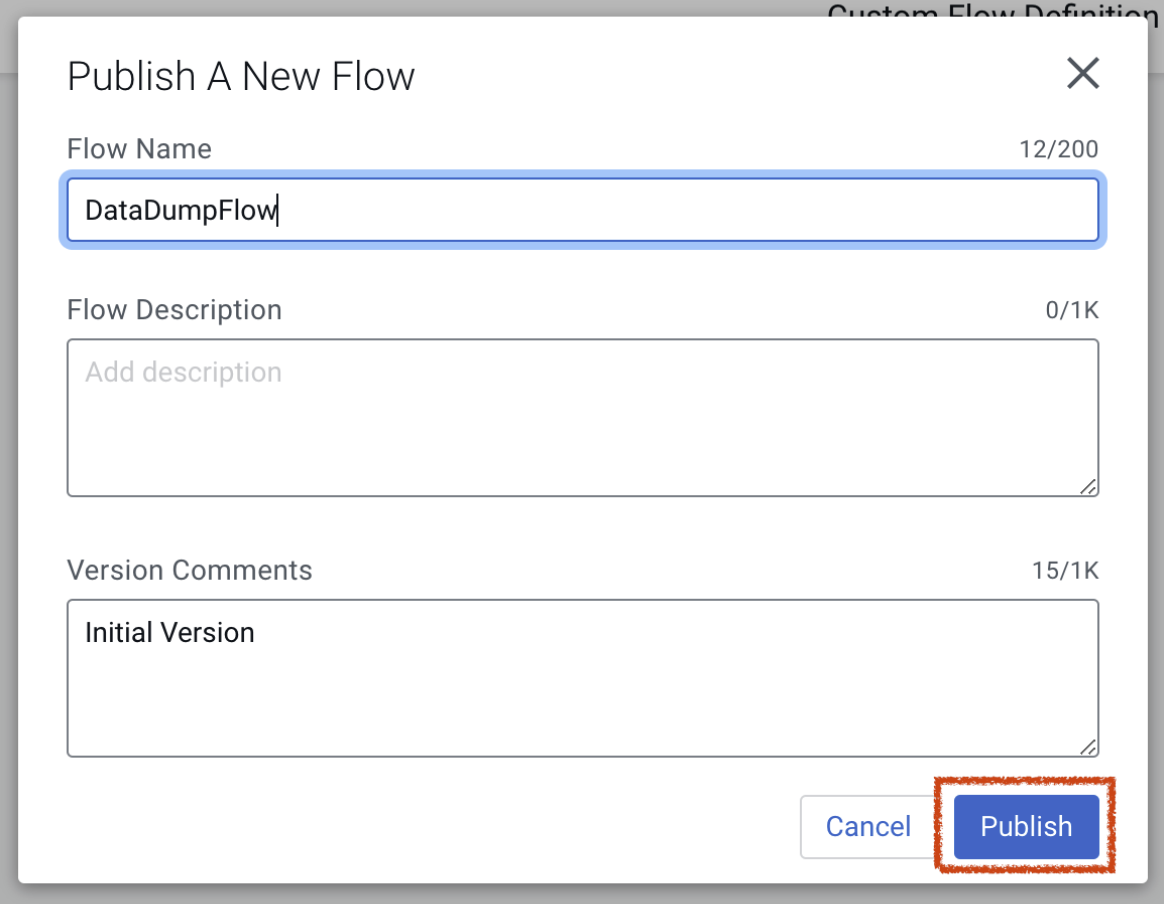 Custom Flow Definition
Publish A New Flow
Flow Name 12/200
DataDumpFlow
Flow Description 0/1K
Add description
Version Comments 15/1K
Initial Version
Cancel Publish